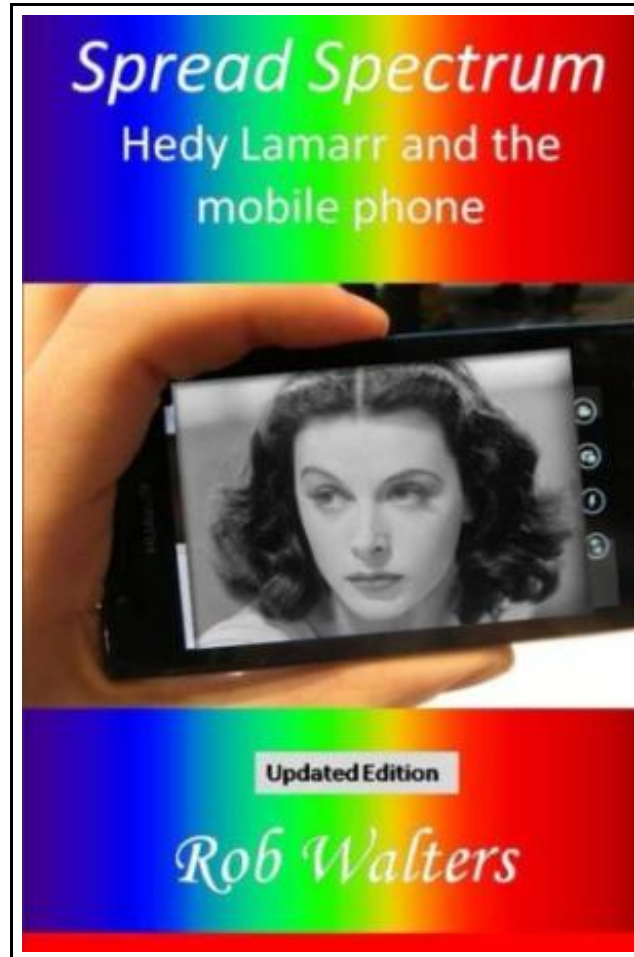 Spread Spectrum
Hedy Lamarr and the
mobile phone
Updated Edition
Rob Walters